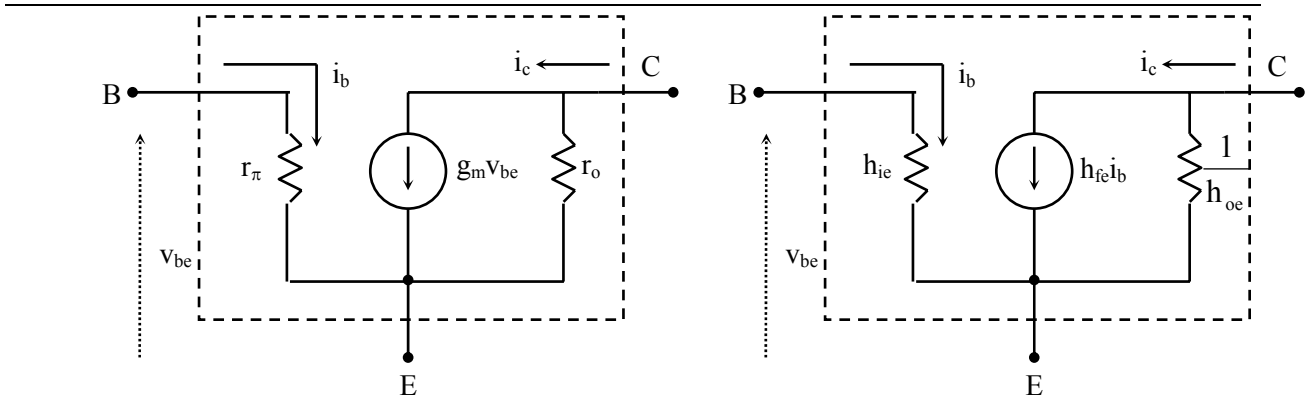 i_b
i_c
C
B
r_π
g_m v_be
r_o
v_be
E
i_b
i_c
C
B
h_ie
h_fe i_b
1
h_oe
v_be
E